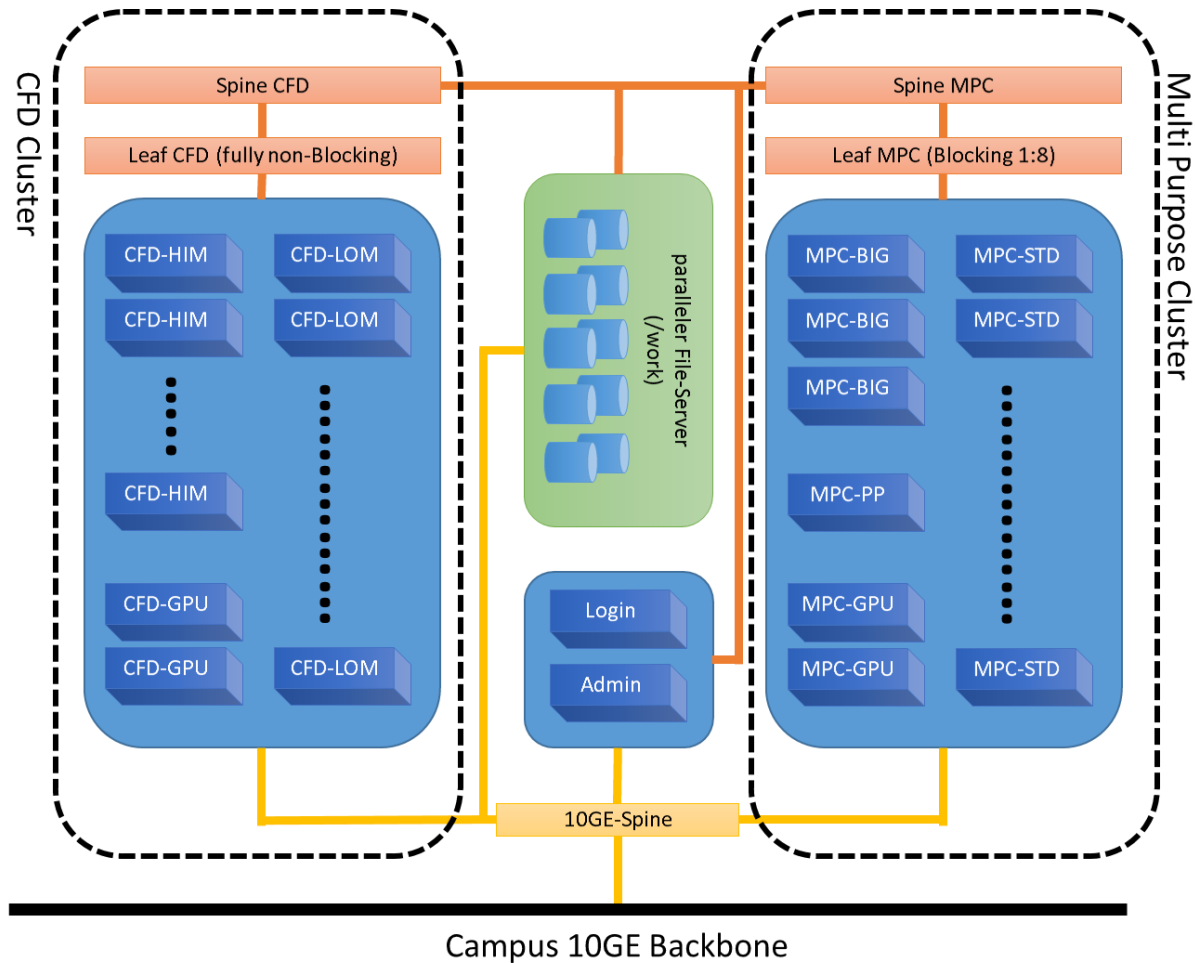 CFD Cluster
Spine CFD
Leaf CFD (fully non-Blocking)
CFD-HIM
CFD-LOM
CFD-HIM
CFD-LOM
CFD-HIM
CFD-GPU
CFD-GPU
CFD-LOM
paralleler File-Server
(/work)
Login
Admin
Multi Purpose Cluster
Spine MPC
Leaf MPC (Blocking 1:8)
MPC-BIG
MPC-STD
MPC-BIG
MPC-STD
MPC-BIG
MPC-PP
MPC-GPU
MPC-GPU
MPC-STD
10GE-Spine
Campus 10GE Backbone